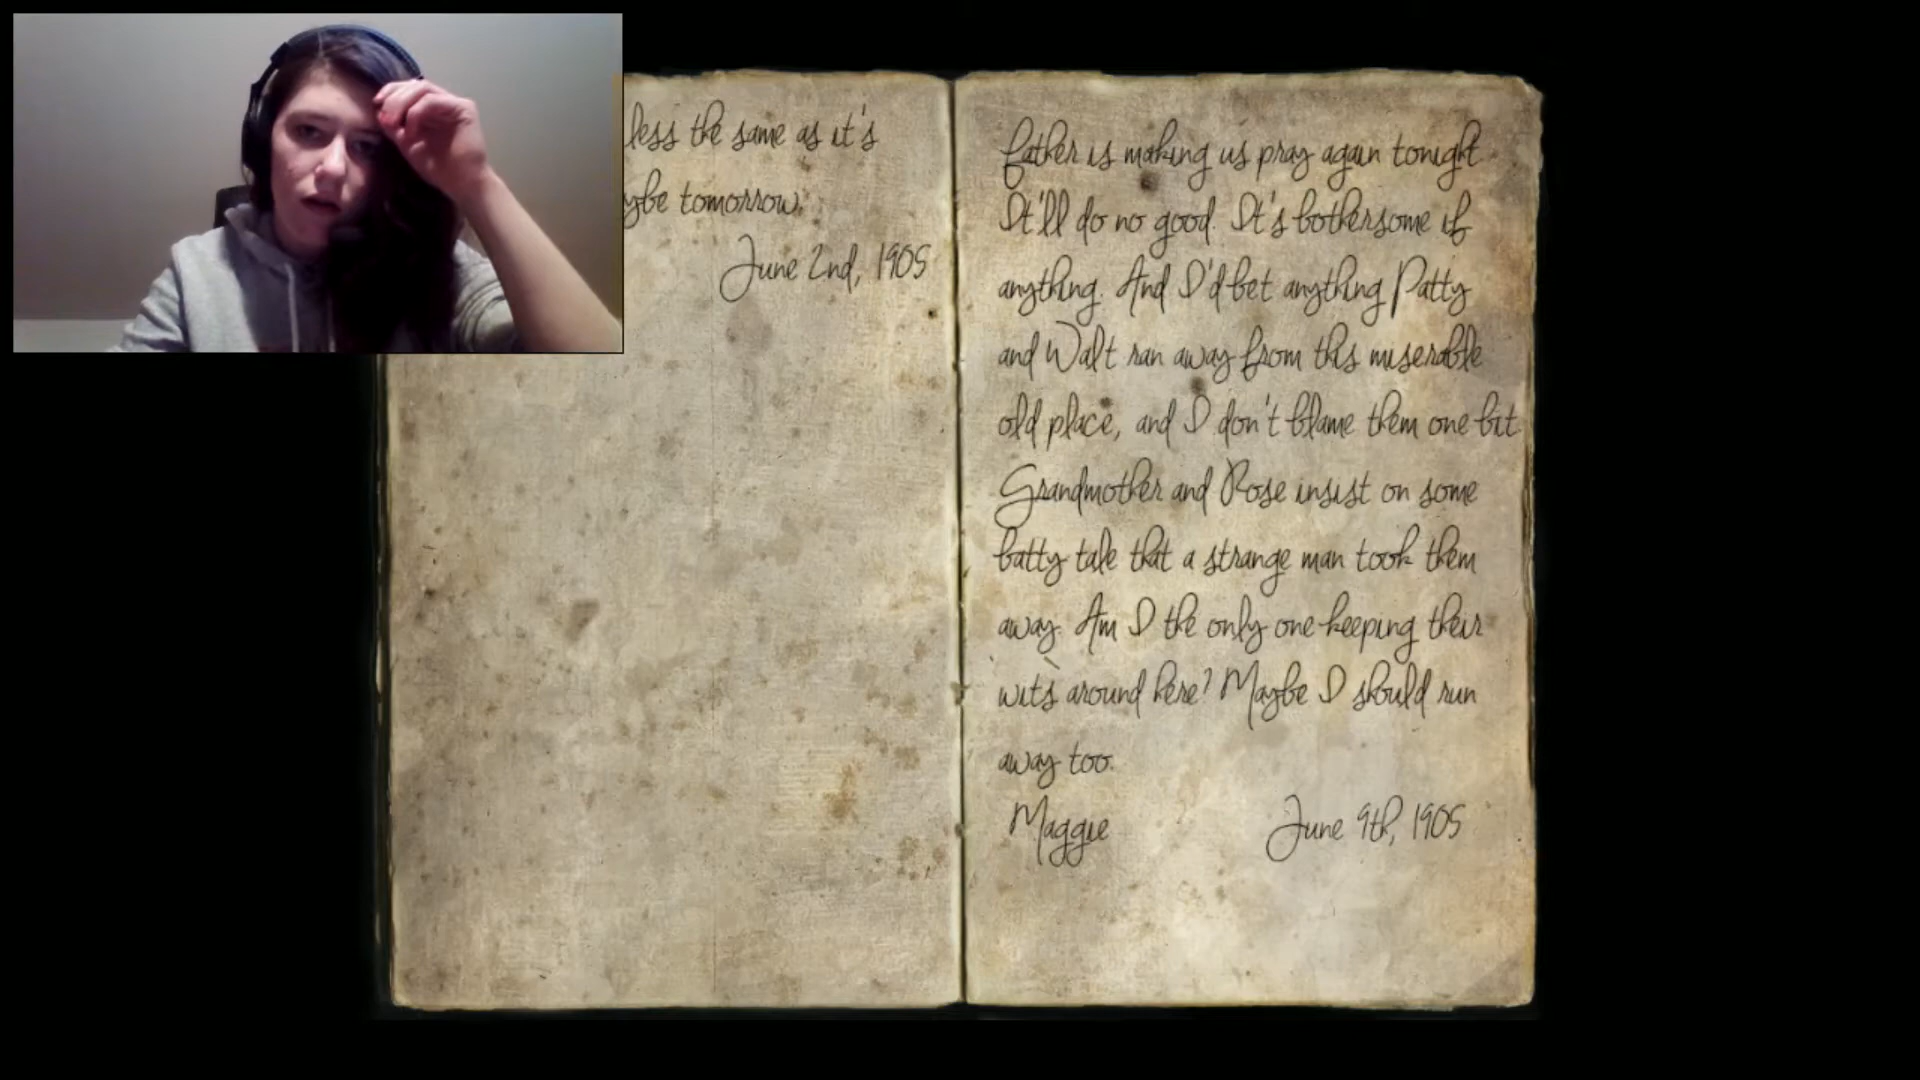 less the same as it's
ybe tomorrow.
June 2nd, 1905
Father is making us pray again tonight.
It'll do no good. It's bothersome if
anything. And I'd bet anything Patty
and Walt ran away from this miserable
old place, and I don't blame them one bit.
Grandmother and Rose insist on some
batty tale that a strange man took them
away. Am I the only one keeping their
wits around here? Maybe I should run
away too.
Maggie June 9th, 1905